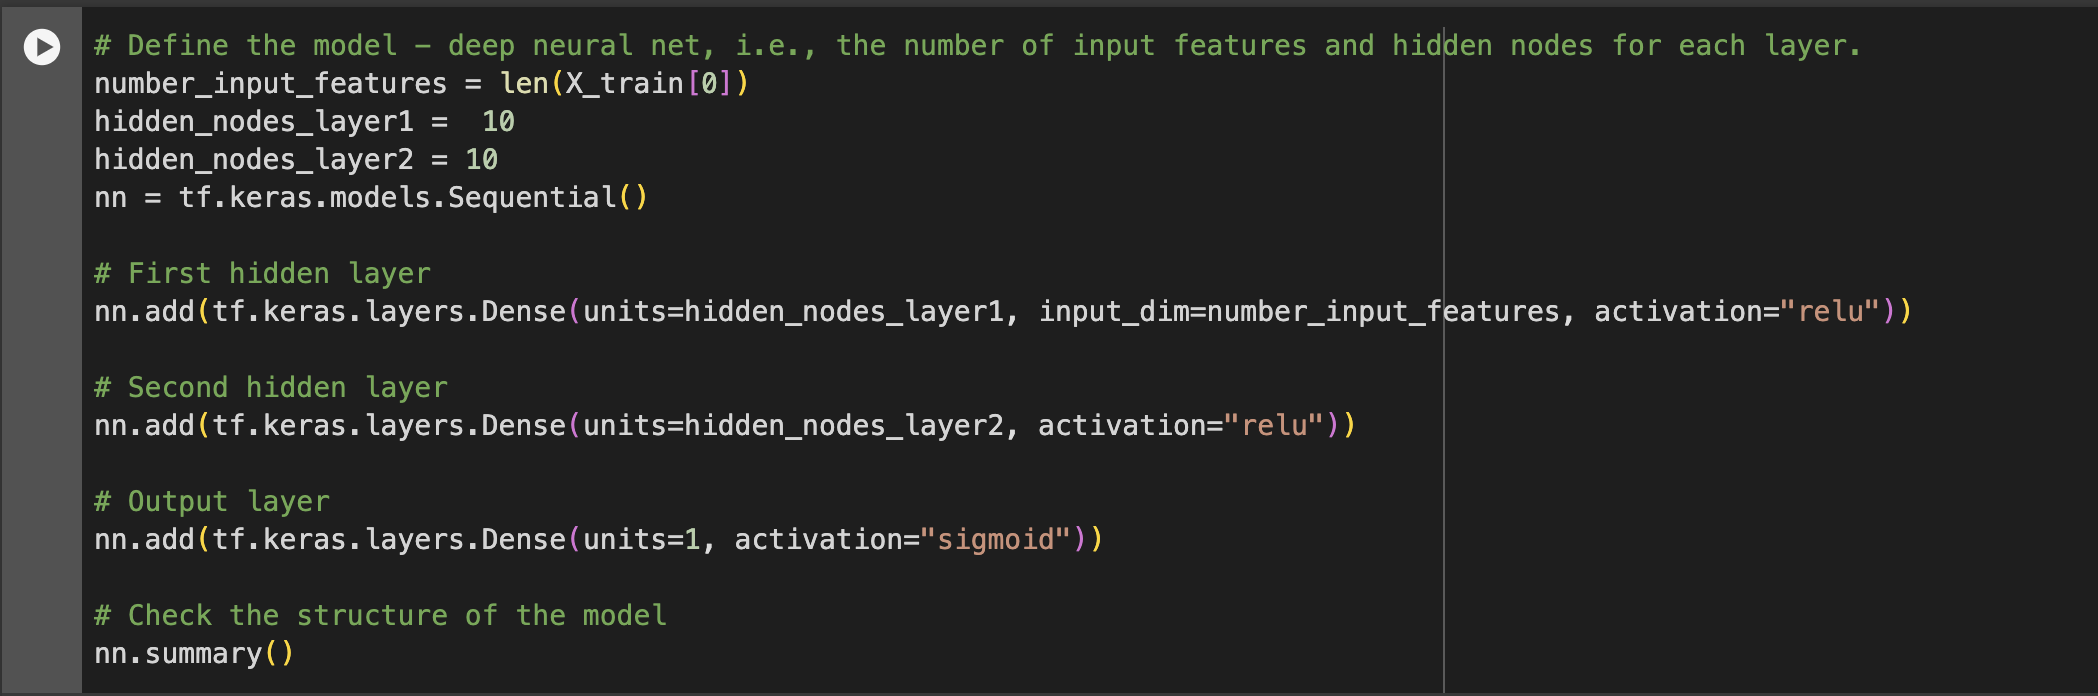 # Define the model – deep neural net, i.e., the number of input features and hidden nodes for each layer.
number_input_features = len(X_train[0])
hidden_nodes_layer1 =  10
hidden_nodes_layer2 = 10
nn = tf.keras.models.Sequential()
# First hidden layer
nn.add(tf.keras.layers.Dense(units=hidden_nodes_layer1, input_dim=number_input_features, activation="relu"))
# Second hidden layer
nn.add(tf.keras.layers.Dense(units=hidden_nodes_layer2, activation="relu"))
# Output layer
nn.add(tf.keras.layers.Dense(units=1, activation="sigmoid"))
# Check the structure of the model
nn.summary()